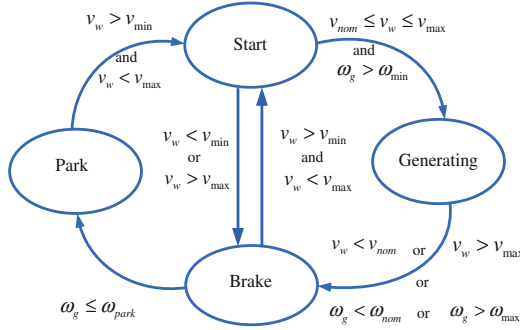 v_w > v_min
and
v_w < v_max
Start
v_nom ≤ v_w ≤ v_max
and
ω_g > ω_min
v_w < v_min
or
v_w > v_max
v_w > v_min
and
v_w < v_max
Park
Generating
Brake
v_w < v_nom or v_w > v_max
or
ω_g < ω_nom or ω_g > ω_max
ω_g ≤ ω_park